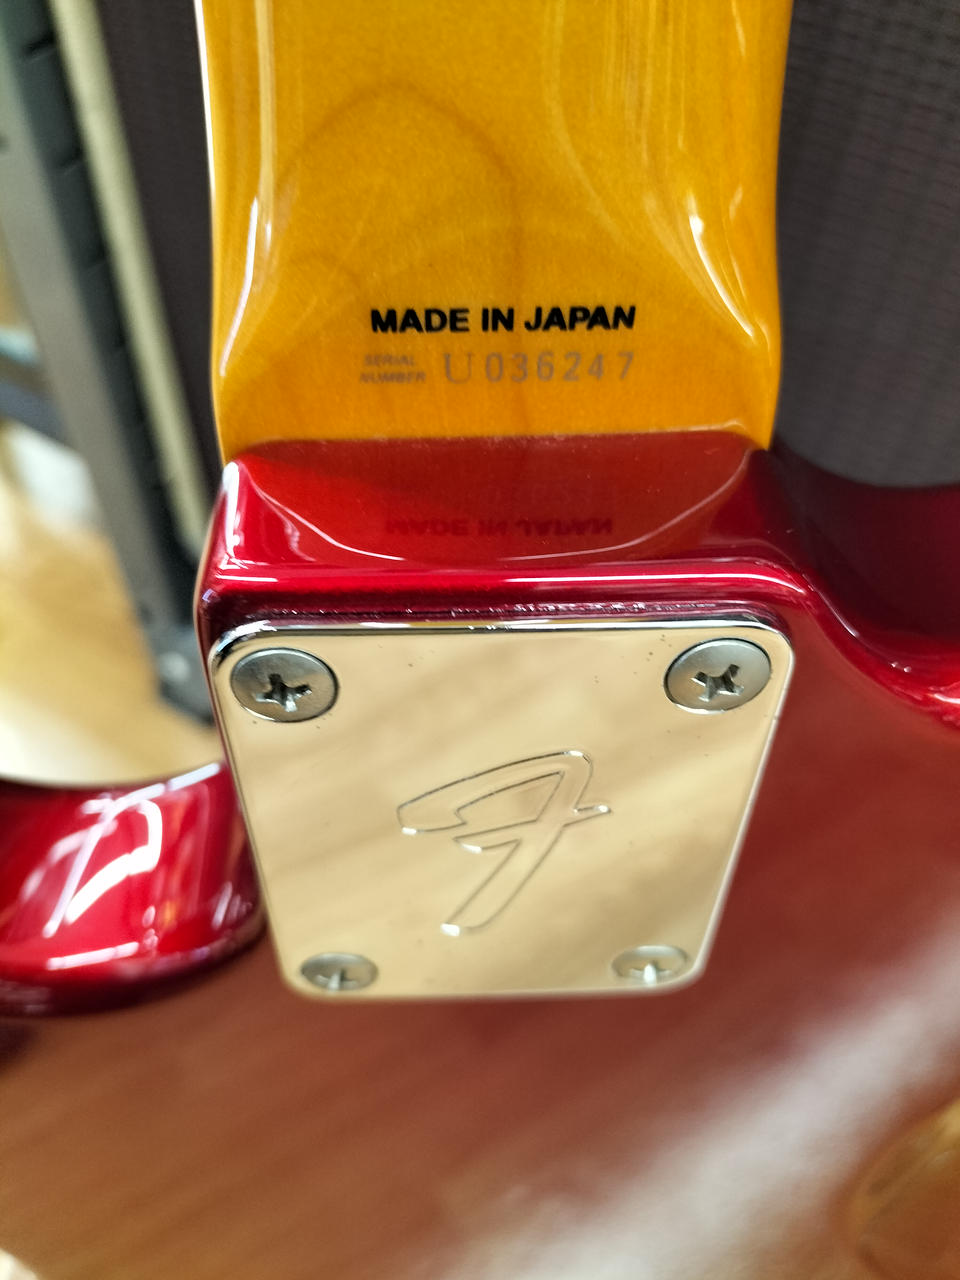 MADE IN JAPAN
SERIAL
NUMBER U036247
F